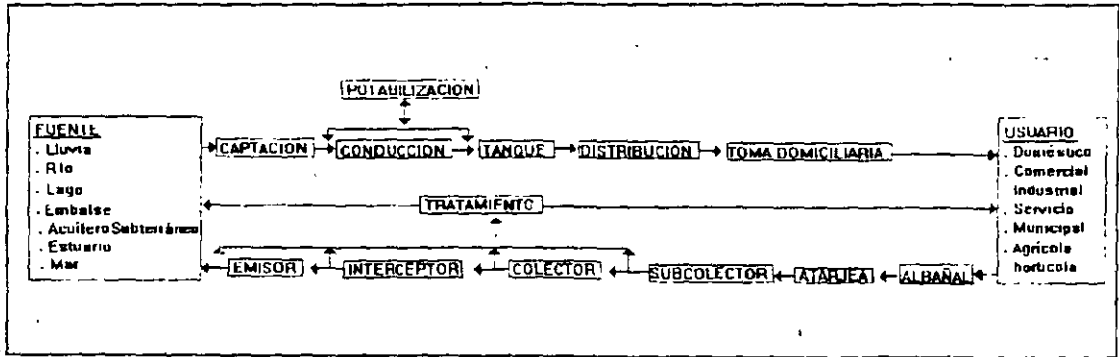 POTABILIZACION
FUENTE
. Lluvia
. Río
. Lago
. Embalse
. Acuífero Subterráneo
. Estuario
. Mar
CAPTACION
CONDUCCION
TANQUE
DISTRIBUCION
TOMA DOMICILIARIA
USUARIO
. Doméstico
. Comercial
Industrial
. Servicio
. Municipal
. Agrícola
horticola
TRATAMIENTO
EMISOR
INTERCEPTOR
COLECTOR
SUBCOLECTOR
ATARJEA
ALBAÑAL